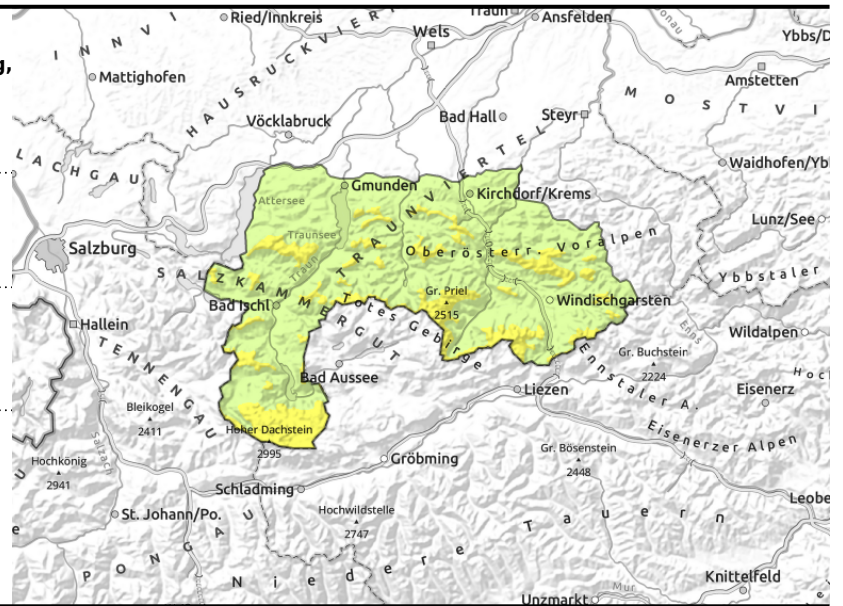 g,
Ried/Innkreis
Traun
Ansfelden
Wels
Ybbs/D
INNVI
HAUSRUCKVIERT
Mattighofen
Amstetten
MOSTVI
Vöcklabruck
Bad Hall
Steyr
LACHGAU
Waidhofen/Ybl
Gmunden
Kirchdorf/Krems
Attersee
TRAUNVIERTEL
Lunz/See
Traunsee
Oberösterr. Voralpen
Salzburg
Traun
Ybbstaler
SALZKAMMERGUT
Gr. Priel
2515
Bad Ischl
Totes Gebirge
Windischgarsten
Hallein
Enns
Wildalpen
TENNENGAU
Gr. Buchstein
2224
Bad Aussee
Ennstaler A.
Hoch
Liezen
Eisenerz
Bleikogel
2411
Hoher Dachstein
2995
Eisenerzer Alpen
Salzach
Gr. Bösenstein
2448
Hochkönig
2941
Gröbming
Schladming
Leobe
Hochwildstelle
2747
St. Johann/Po.
Tauern
PONGAU
Niedere
Knittelfeld
Mur
Unzmarkt